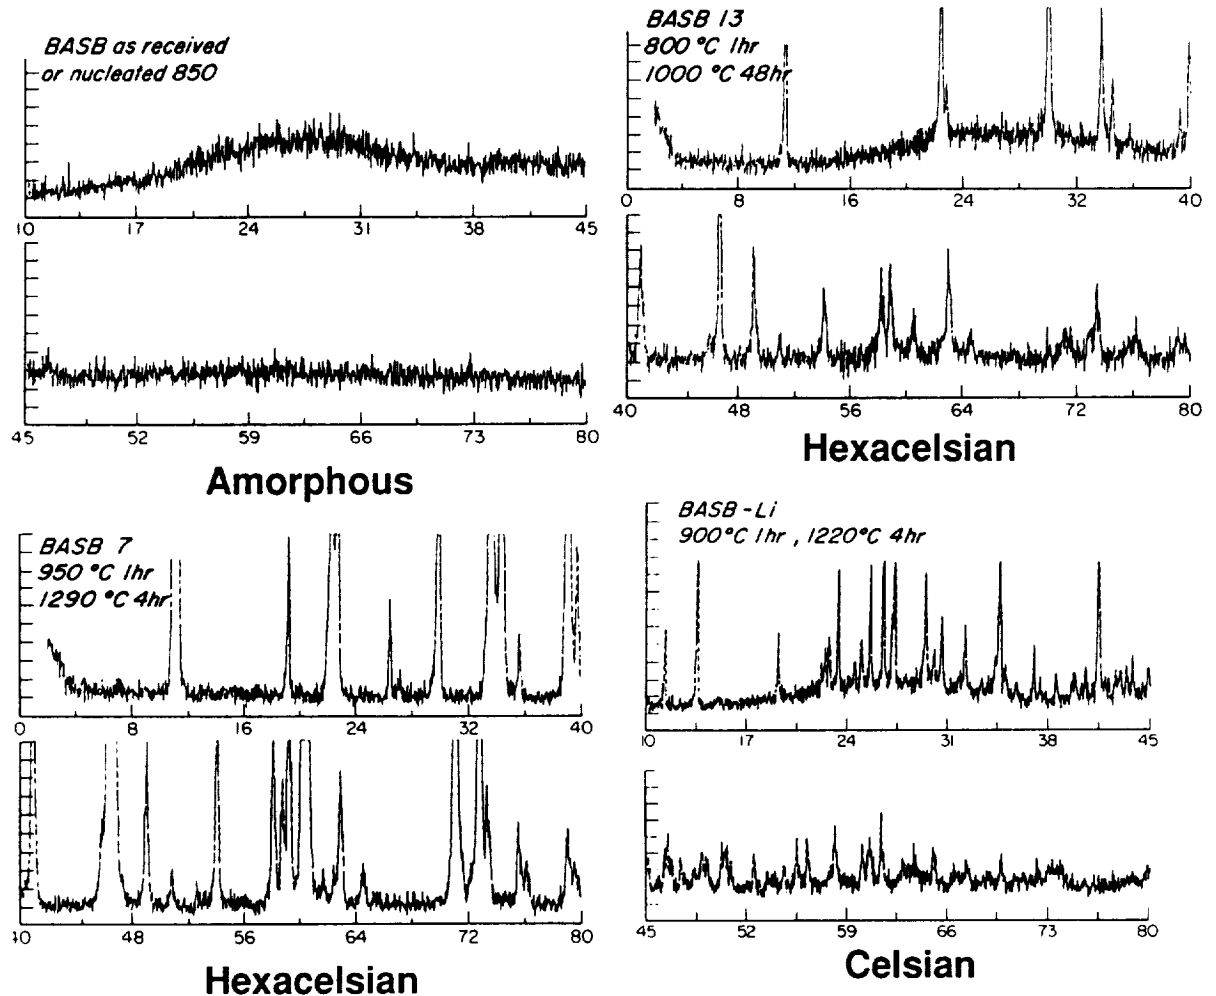 BASB as received
or nucleated 850
10 17 24 31 38 45
45 52 59 66 73 80
Amorphous
BASB 13
800 °C 1hr
1000 °C 48hr
0 8 16 24 32 40
40 48 56 64 72 80
Hexacelsian
BASB 7
950 °C 1hr
1290 °C 4hr
0 8 16 24 32 40
40 48 56 64 72 80
Hexacelsian
BASB-Li
900°C 1hr, 1220°C 4hr
10 17 24 31 38 45
45 52 59 66 73 80
Celsian